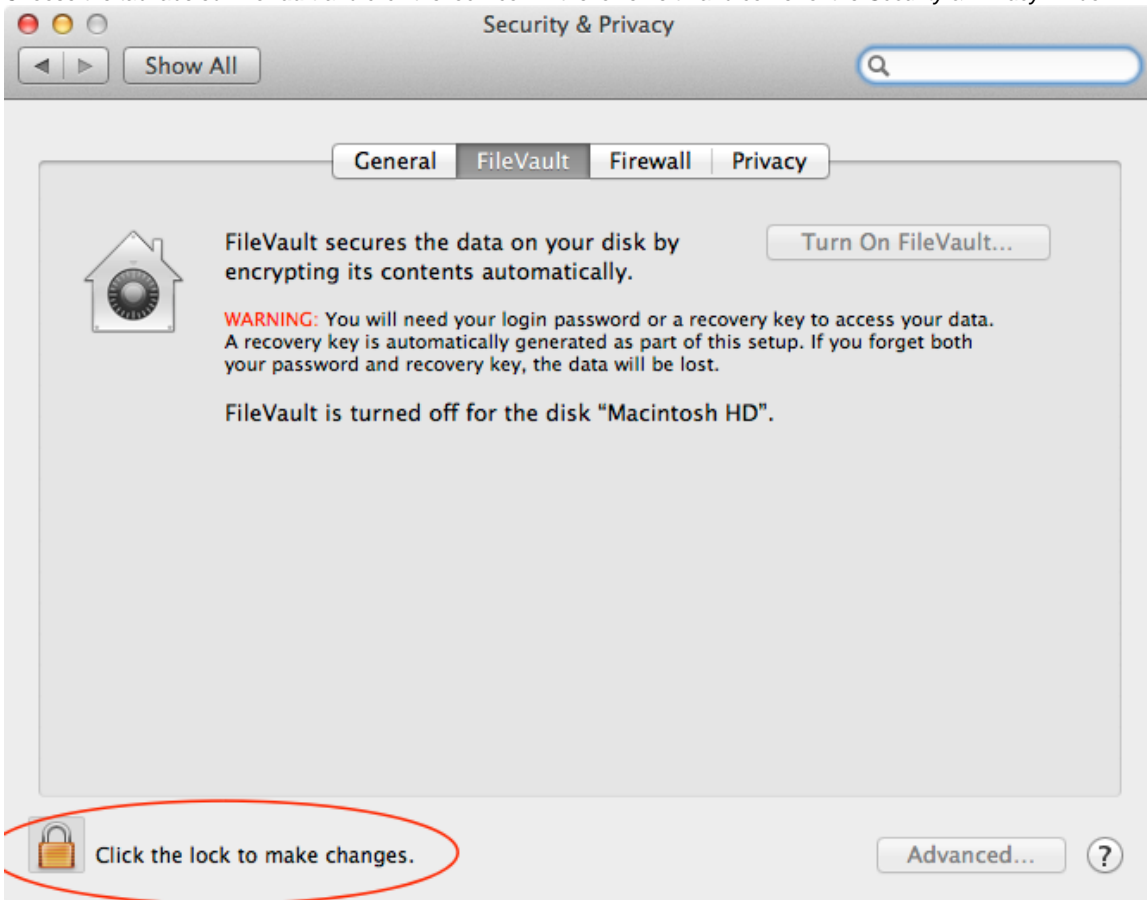 Security & Privacy
Show All
General FileVault Firewall Privacy
FileVault secures the data on your disk by
encrypting its contents automatically.
Turn On FileVault...
WARNING: You will need your login password or a recovery key to access your data.
A recovery key is automatically generated as part of this setup. If you forget both
your password and recovery key, the data will be lost.
FileVault is turned off for the disk “Macintosh HD”.
Click the lock to make changes.
Advanced...
?